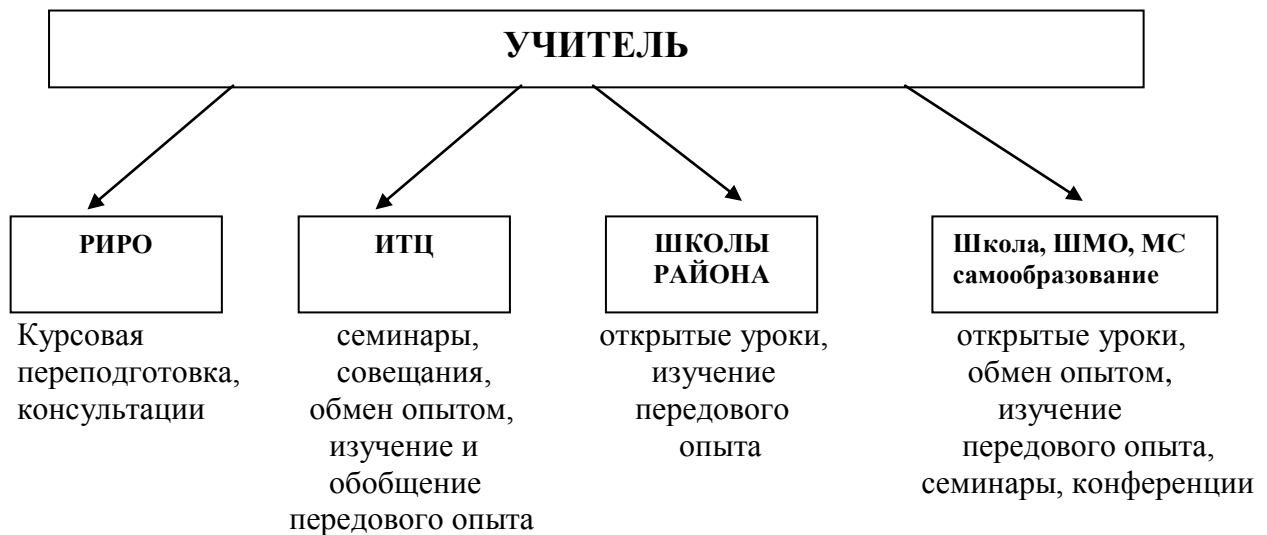 УЧИТЕЛЬ
РИРО
Курсовая
переподготовка,
консультации
ИТЦ
семинары,
совещания,
обмен опытом,
изучение и
обобщение
передового опыта
ШКОЛЫ
РАЙОНА
открытые уроки,
изучение
передового
опыта
Школа, ШМО, МС
самообразование
открытые уроки,
обмен опытом,
изучение
передового опыта,
семинары, конференции